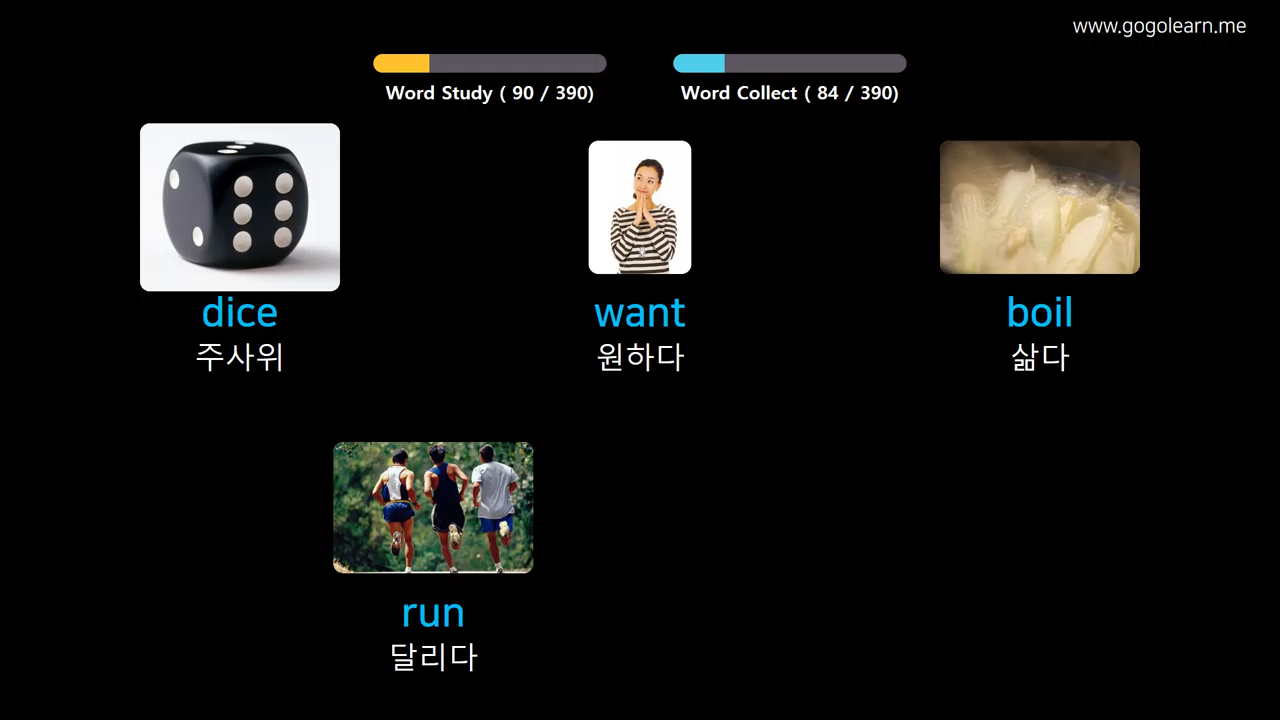 www.gogolearn.me
Word Study ( 90 / 390)
Word Collect ( 84 / 390)
dice
주사위
want
원하다
boil
삶다
run
달리다